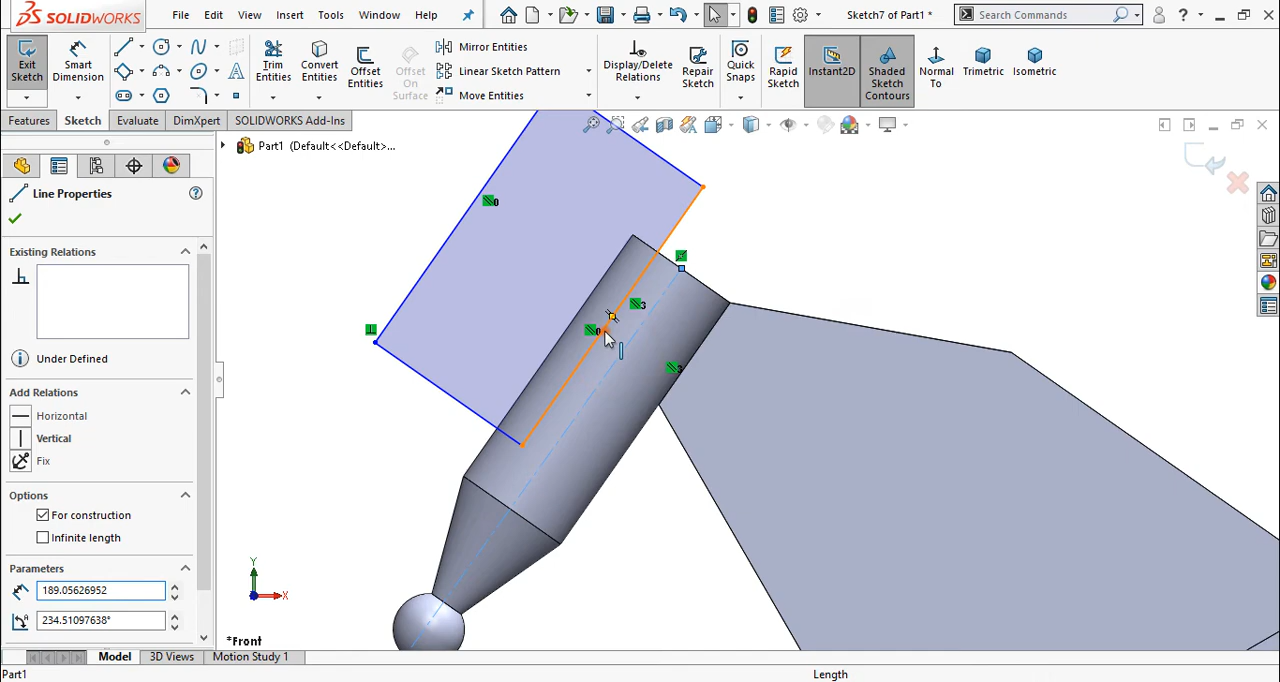 SOLIDWORKS File Edit View Insert Tools Window Help Sketch7 of Part1 * Search Commands ?
Exit Sketch
Smart Dimension
Trim Entities
Convert Entities
Offset Entities
Offset On Surface
Mirror Entities
Linear Sketch Pattern
Move Entities
Display/Delete Relations
Repair Sketch
Quick Snaps
Rapid Sketch
Instant2D
Shaded Sketch Contours
Normal To
Trimetric
Isometric
Features Sketch Evaluate DimXpert SOLIDWORKS Add-Ins
Part1 (Default<<Default>...
Line Properties
Existing Relations
Under Defined
Add Relations
Horizontal
Vertical
Fix
Options
For construction
Infinite length
Parameters
189.05626952
234.51097638°
0
3
0
3
Y
X
*Front
Model 3D Views Motion Study 1
Part1 Length